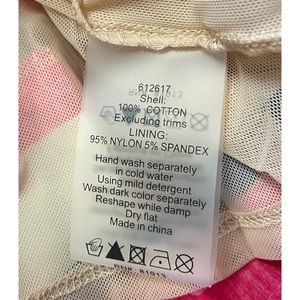 612617
Shell:
100% COTTON
Excluding trims
LINING:
95% NYLON 5% SPANDEX
Hand wash separately
in cold water
Using mild detergent
Wash dark color separately
Reshape while damp
Dry flat
Made in china